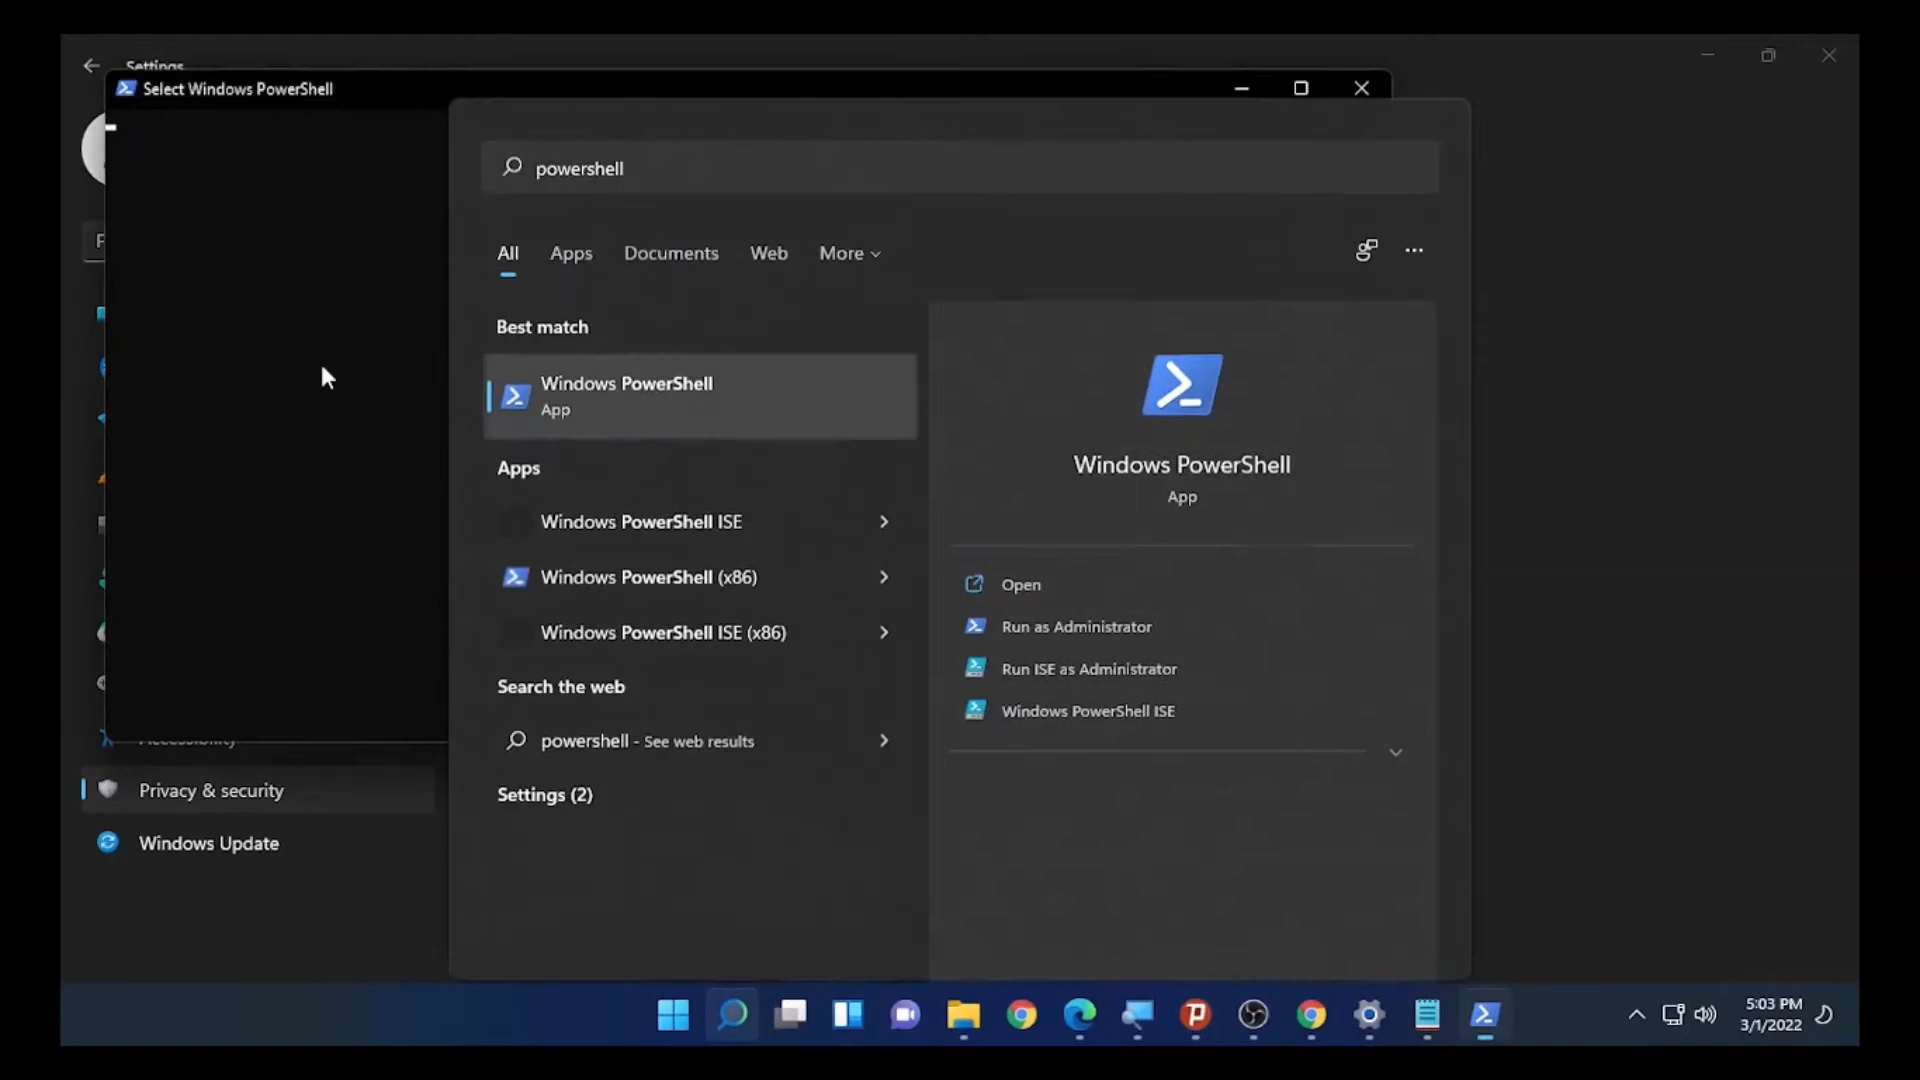 Settings
Select Windows PowerShell
powershell
All Apps Documents Web More
Best match
Windows PowerShell
App
Apps
Windows PowerShell ISE
Windows PowerShell (x86)
Windows PowerShell ISE (x86)
Search the web
powershell - See web results
Settings (2)
Windows PowerShell
App
Open
Run as Administrator
Run ISE as Administrator
Windows PowerShell ISE
Accessibility
Privacy & security
Windows Update
5:03 PM
3/1/2022